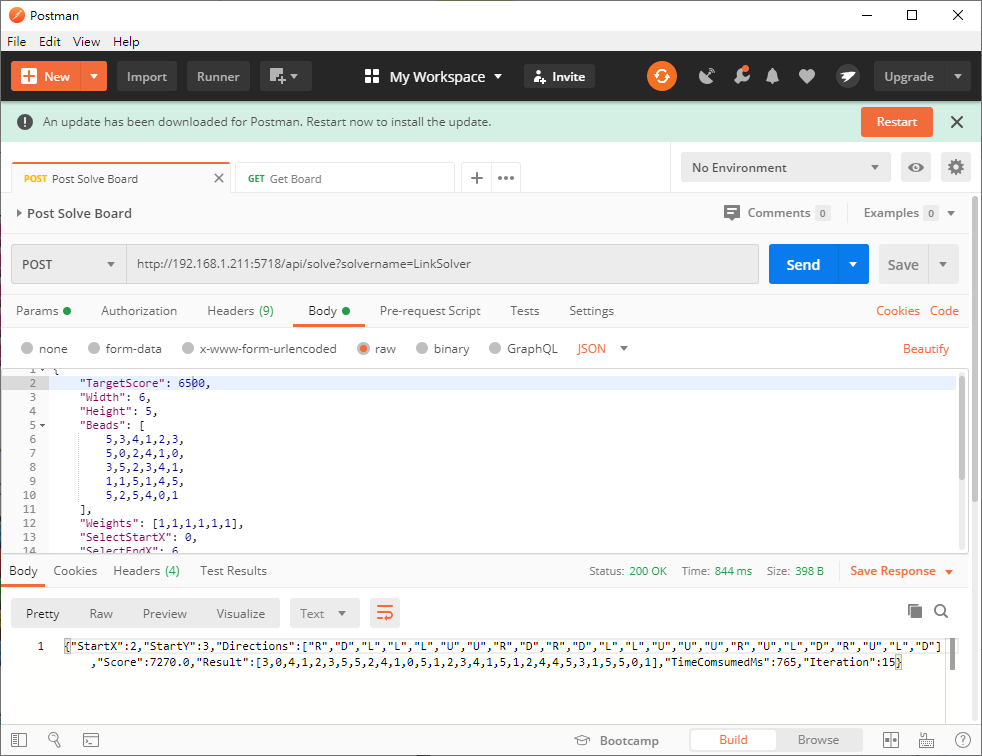 Postman
File Edit View Help
New Import Runner My Workspace Invite Upgrade
An update has been downloaded for Postman. Restart now to install the update. Restart
POST Post Solve Board GET Get Board No Environment
Post Solve Board Comments 0 Examples 0
POST http://192.168.1.211:5718/api/solve?solvername=LinkSolver Send Save
Params Authorization Headers (9) Body Pre-request Script Tests Settings Cookies Code
none form-data x-www-form-urlencoded raw binary GraphQL JSON Beautify
1 {
2 "TargetScore": 6500,
3 "Width": 6,
4 "Height": 5,
5 "Beads": [
6 5,3,4,1,2,3,
7 5,0,2,4,1,0,
8 3,5,2,3,4,1,
9 1,1,5,1,4,5,
10 5,2,5,4,0,1
11 ],
12 "Weights": [1,1,1,1,1,1],
13 "SelectStartX": 0,
14 "SelectEndX": 6
Body Cookies Headers (4) Test Results Status: 200 OK Time: 844 ms Size: 398 B Save Response
Pretty Raw Preview Visualize Text
1 {"StartX":2,"StartY":3,"Directions":["R","D","L","L","L","U","U","R","D","R","D","L","L","U","U","U","R","U","L","D","R","U","L","D"]
,"Score":7270.0,"Result":[3,0,4,1,2,3,5,5,2,4,1,0,5,1,2,3,4,1,5,1,2,4,4,5,3,1,5,5,0,1],"TimeComsumedMs":765,"Iteration":15}
Bootcamp Build Browse